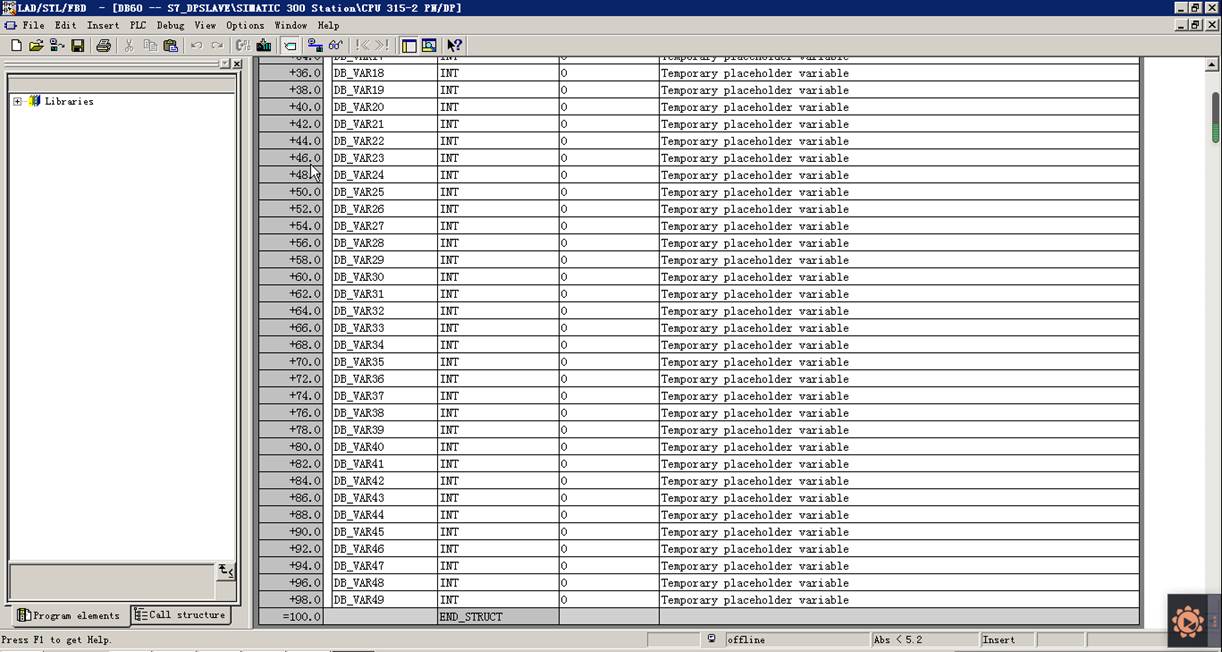 LAD/STL/FBD - [DB60 -- S7_DPSLAVE\SIMATIC 300 Station\CPU 315-2 PN/DP]
File Edit Insert PLC Debug View Options Window Help
Libraries
DB_VAR17 INT 0 Temporary placeholder variable
+36.0 DB_VAR18 INT 0 Temporary placeholder variable
+38.0 DB_VAR19 INT 0 Temporary placeholder variable
+40.0 DB_VAR20 INT 0 Temporary placeholder variable
+42.0 DB_VAR21 INT 0 Temporary placeholder variable
+44.0 DB_VAR22 INT 0 Temporary placeholder variable
+46.0 DB_VAR23 INT 0 Temporary placeholder variable
+48. DB_VAR24 INT 0 Temporary placeholder variable
+50.0 DB_VAR25 INT 0 Temporary placeholder variable
+52.0 DB_VAR26 INT 0 Temporary placeholder variable
+54.0 DB_VAR27 INT 0 Temporary placeholder variable
+56.0 DB_VAR28 INT 0 Temporary placeholder variable
+58.0 DB_VAR29 INT 0 Temporary placeholder variable
+60.0 DB_VAR30 INT 0 Temporary placeholder variable
+62.0 DB_VAR31 INT 0 Temporary placeholder variable
+64.0 DB_VAR32 INT 0 Temporary placeholder variable
+66.0 DB_VAR33 INT 0 Temporary placeholder variable
+68.0 DB_VAR34 INT 0 Temporary placeholder variable
+70.0 DB_VAR35 INT 0 Temporary placeholder variable
+72.0 DB_VAR36 INT 0 Temporary placeholder variable
+74.0 DB_VAR37 INT 0 Temporary placeholder variable
+76.0 DB_VAR38 INT 0 Temporary placeholder variable
+78.0 DB_VAR39 INT 0 Temporary placeholder variable
+80.0 DB_VAR40 INT 0 Temporary placeholder variable
+82.0 DB_VAR41 INT 0 Temporary placeholder variable
+84.0 DB_VAR42 INT 0 Temporary placeholder variable
+86.0 DB_VAR43 INT 0 Temporary placeholder variable
+88.0 DB_VAR44 INT 0 Temporary placeholder variable
+90.0 DB_VAR45 INT 0 Temporary placeholder variable
+92.0 DB_VAR46 INT 0 Temporary placeholder variable
+94.0 DB_VAR47 INT 0 Temporary placeholder variable
+96.0 DB_VAR48 INT 0 Temporary placeholder variable
+98.0 DB_VAR49 INT 0 Temporary placeholder variable
=100.0 END_STRUCT
Program elements Call structure
Press F1 to get Help. offline Abs < 5.2 Insert